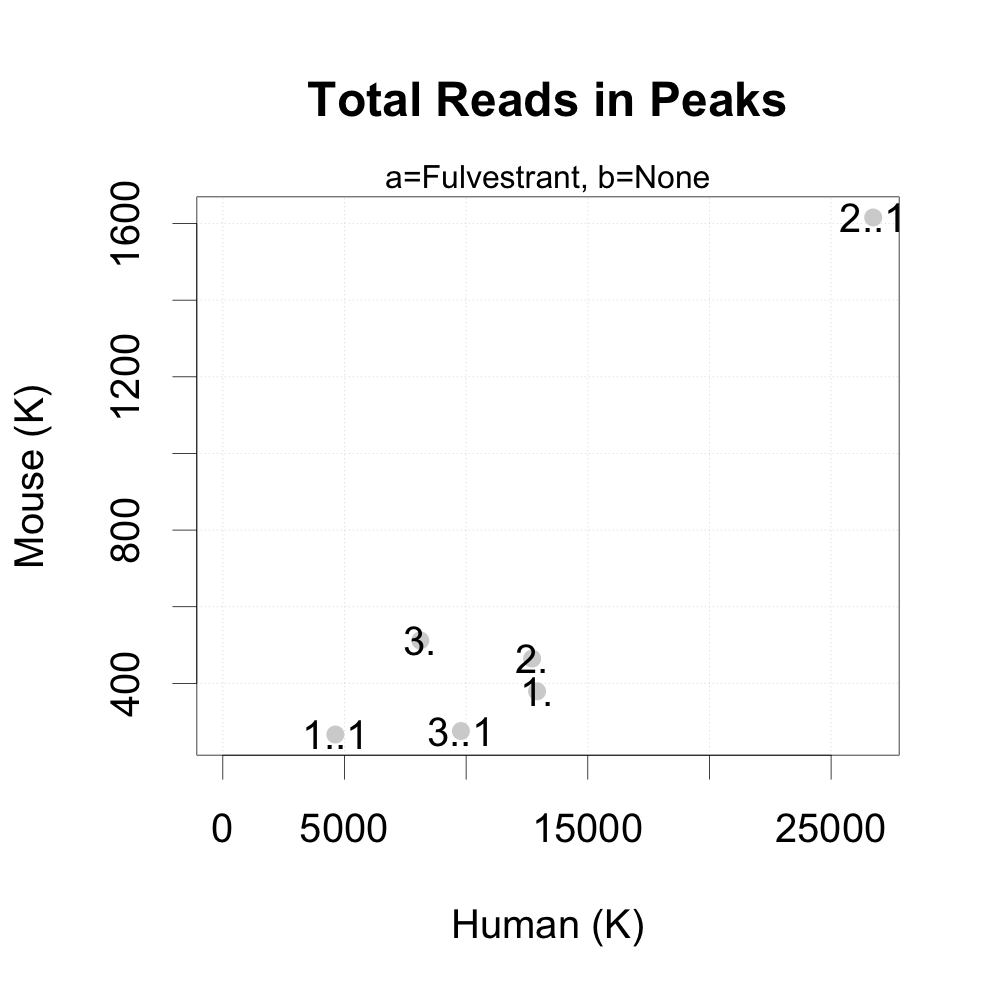 Total Reads in Peaks
a=Fulvestrant, b=None
Mouse (K)
1600
1200
800
400
2..1
3.
2.
1.
1..1
3..1
0 5000 15000 25000
Human (K)